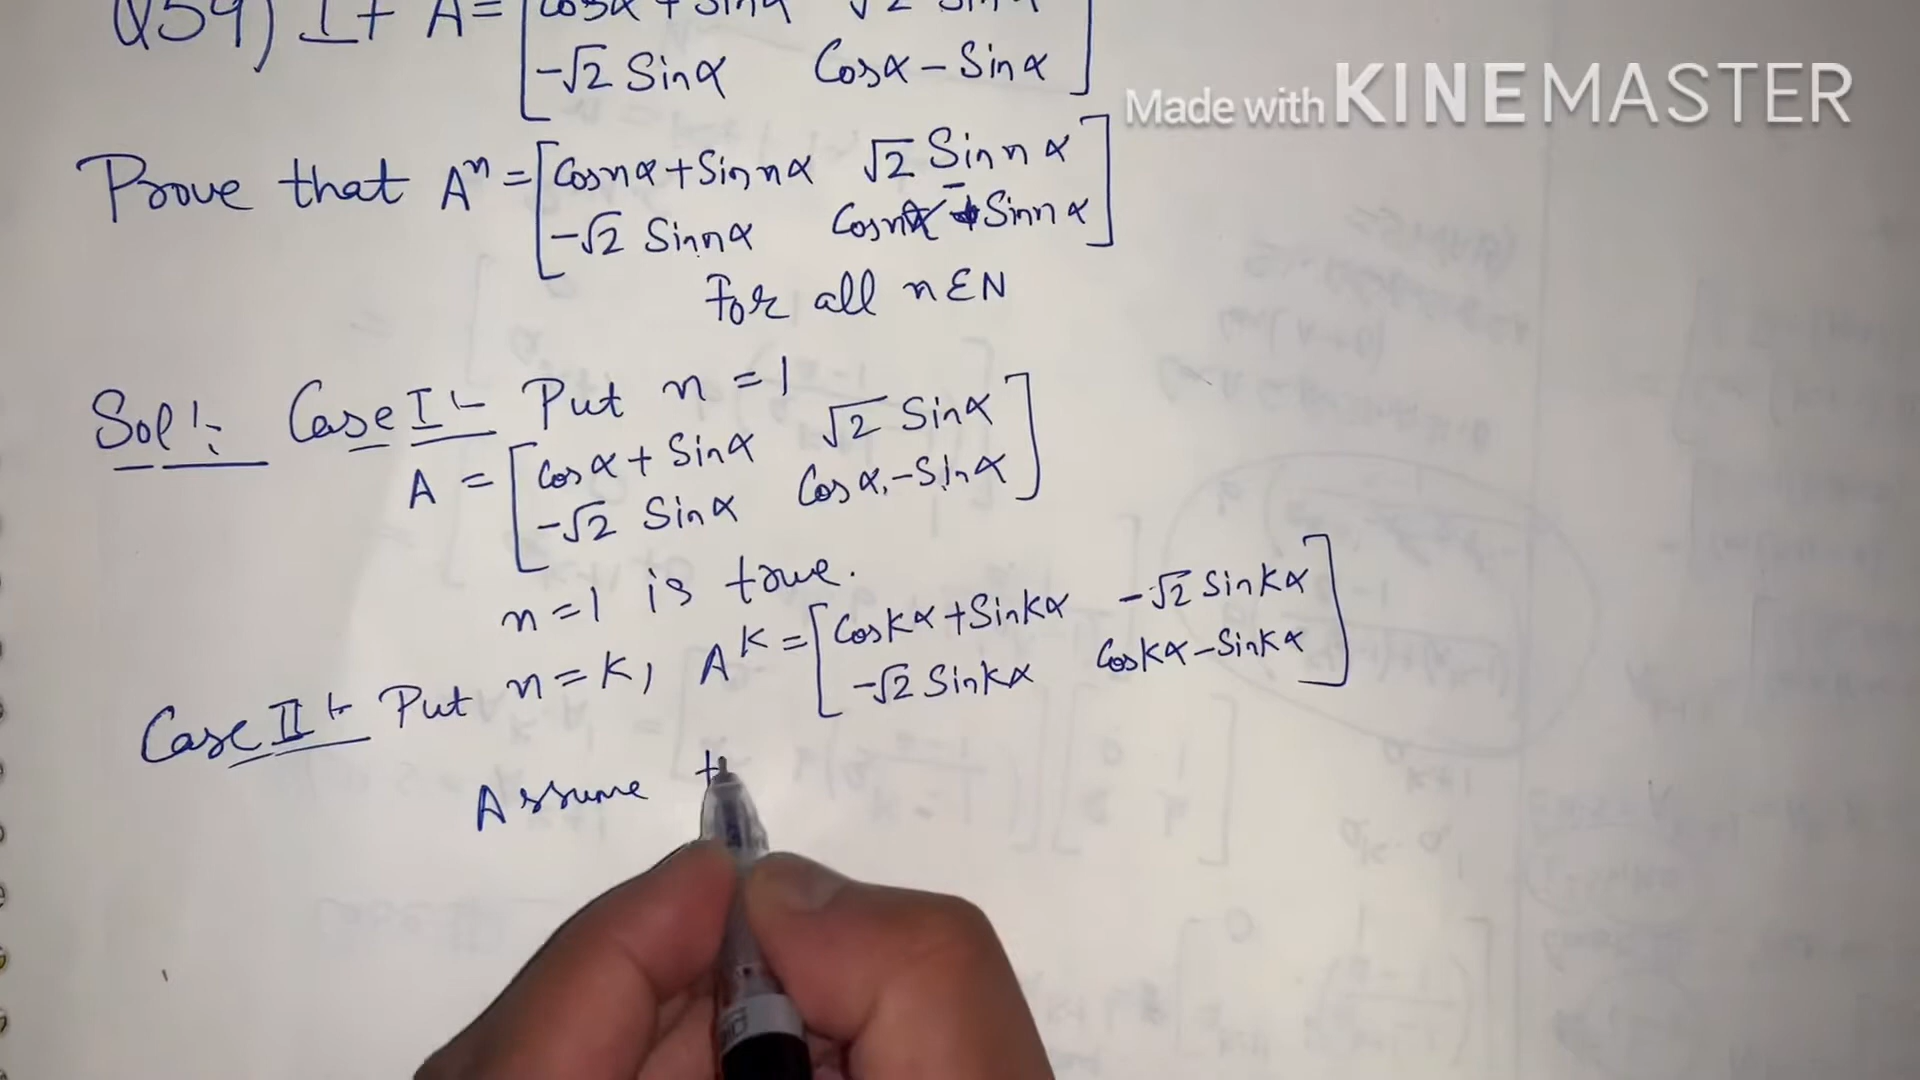 Q59) If A = [cosα + Sinα √2 Sinα
-√2 Sinα Cosα - Sinα]
Made with KINEMASTER
Prove that Aⁿ = [Cosnα + Sinnα √2 Sinnα
-√2 Sinnα Cosnα - Sinnα]
For all n∈N
Sol:- Case I:- Put n = 1
A = [Cosα + Sinα √2 Sinα
-√2 Sinα Cosα - Sinα]
n = 1 is true.
Case II:- Put n = K, Aᴷ = [CosKα + SinKα -√2 SinKα
-√2 SinKα CosKα - SinKα]
Assume t